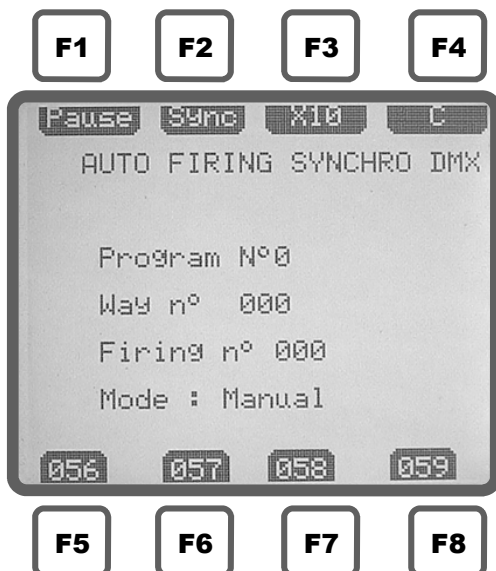 F1 F2 F3 F4
Pause Sync X10 C
AUTO FIRING SYNCHRO DMX
Program N°0
Way n° 000
Firing n° 000
Mode : Manual
056 057 058 059
F5 F6 F7 F8